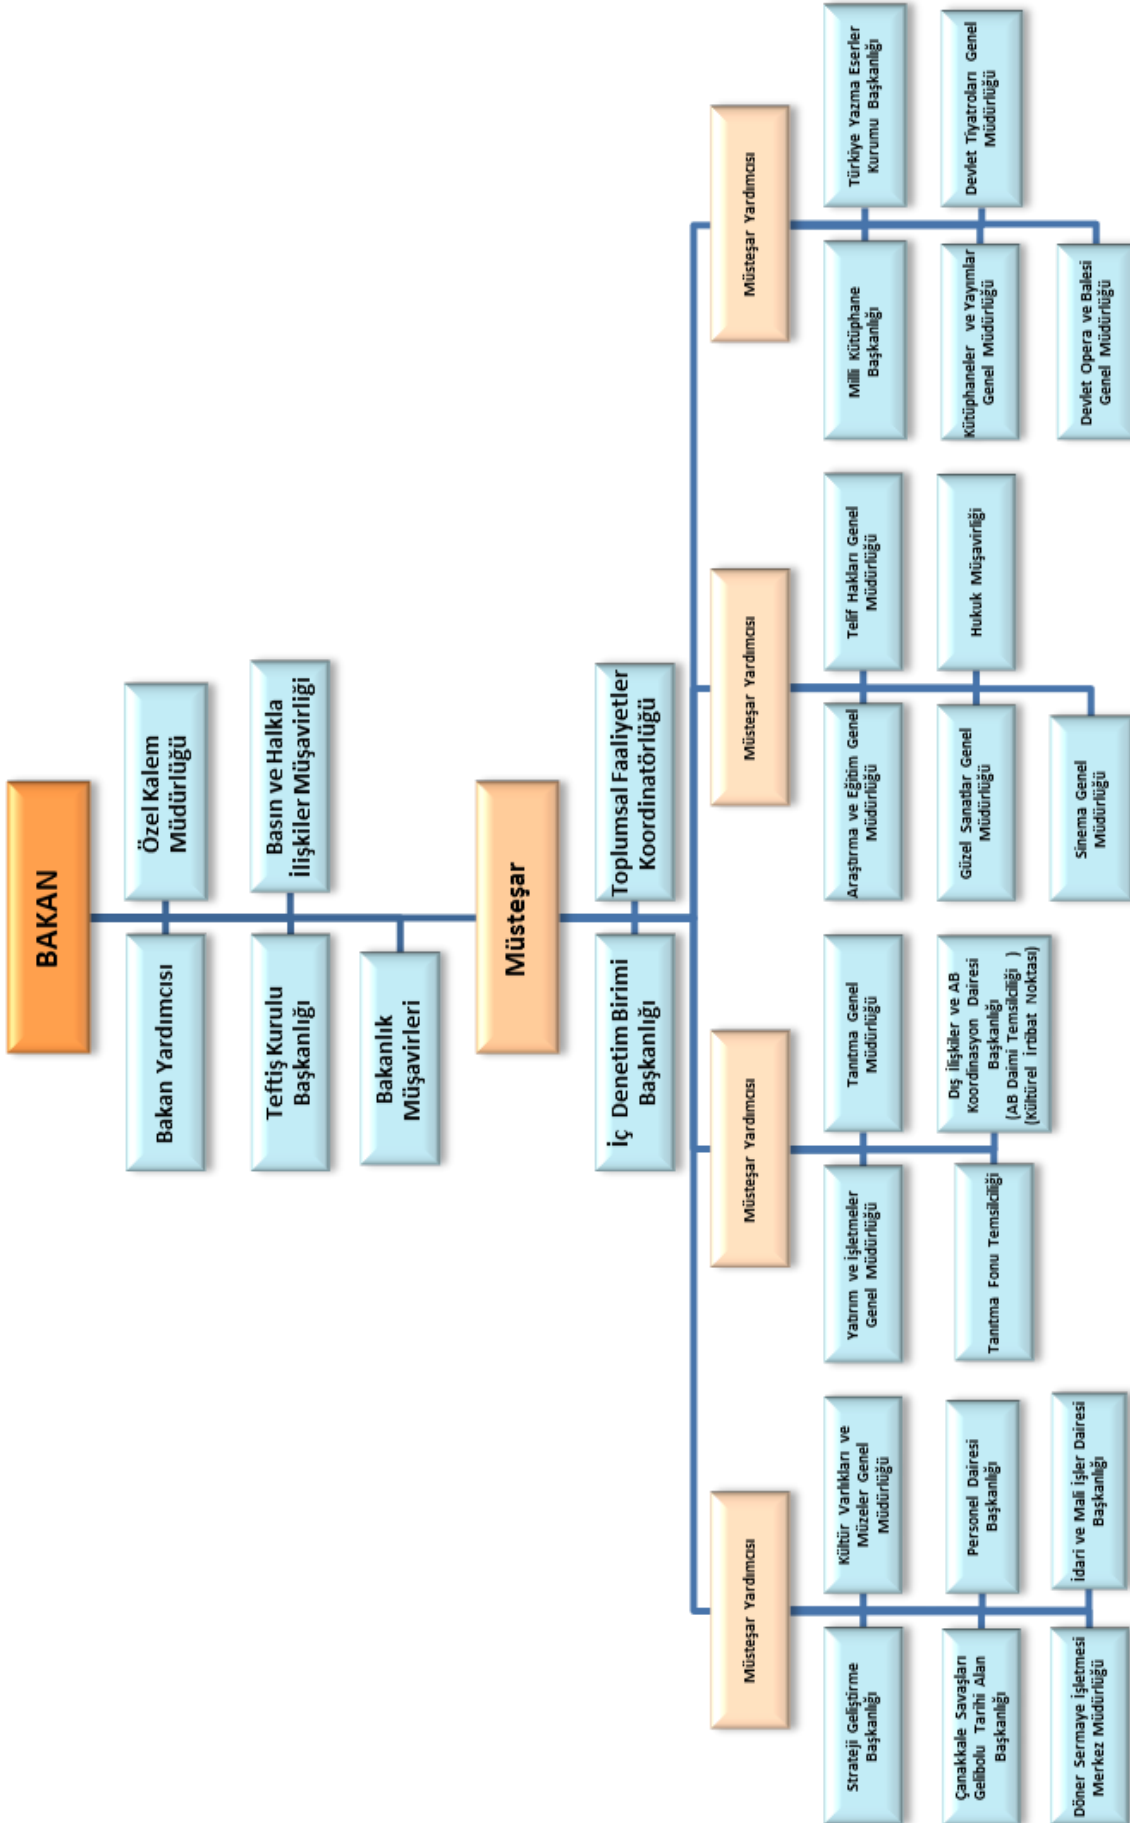 BAKAN
Bakan Yardımcısı
Özel Kalem
Müdürlüğü
Teftiş Kurulu
Başkanlığı
Basın ve Halkla
İlişkiler Müşavirliği
Bakanlık
Müşavirleri
Müsteşar
İç Denetim Birimi
Başkanlığı
Toplumsal Faaliyetler
Koordinatörlüğü
Müsteşar Yardımcısı
Strateji Geliştirme
Başkanlığı
Kültür Varlıkları ve
Müzeler Genel
Müdürlüğü
Çanakkale Savaşları
Gelibolu Tarihi Alan
Başkanlığı
Personel Dairesi
Başkanlığı
Döner Sermaye İşletmesi
Merkez Müdürlüğü
İdari ve Mali İşler Dairesi
Başkanlığı
Müsteşar Yardımcısı
Yatırım ve İşletmeler
Genel Müdürlüğü
Tanıtma Genel
Müdürlüğü
Tanıtma Fonu Temsilciliği
Dış İlişkiler ve AB
Koordinasyon Dairesi
Başkanlığı
(AB Daimi Temsilciliği )
(Kültürel İrtibat Noktası)
Müsteşar Yardımcısı
Araştırma ve Eğitim Genel
Müdürlüğü
Telif Hakları Genel
Müdürlüğü
Güzel Sanatlar Genel
Müdürlüğü
Hukuk Müşavirliği
Sinema Genel
Müdürlüğü
Müsteşar Yardımcısı
Milli Kütüphane
Başkanlığı
Türkiye Yazma Eserler
Kurumu Başkanlığı
Kütüphaneler ve Yayımlar
Genel Müdürlüğü
Devlet Tiyatroları Genel
Müdürlüğü
Devlet Opera ve Balesi
Genel Müdürlüğü